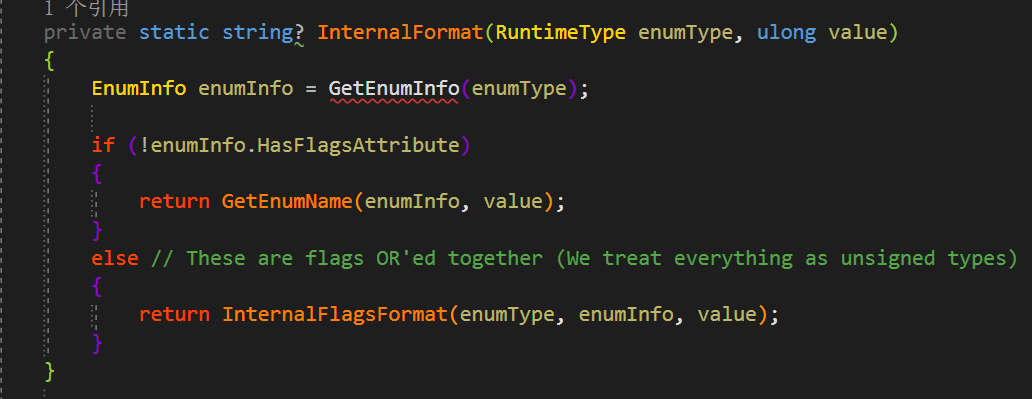 1 个引用
private static string? InternalFormat(RuntimeType enumType, ulong value)
{
EnumInfo enumInfo = GetEnumInfo(enumType);
if (!enumInfo.HasFlagsAttribute)
{
return GetEnumName(enumInfo, value);
}
else // These are flags OR'ed together (We treat everything as unsigned types)
{
return InternalFlagsFormat(enumType, enumInfo, value);
}
}